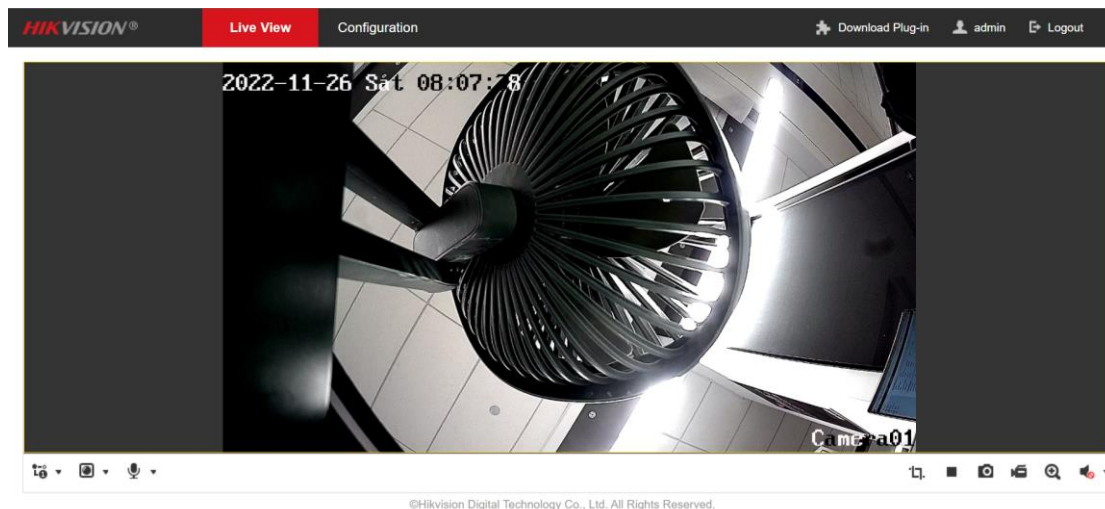 HIKVISION® Live View Configuration Download Plug-in admin Logout
2022-11-26 Sat 08:07:28
Camera01
©Hikvision Digital Technology Co., Ltd. All Rights Reserved.